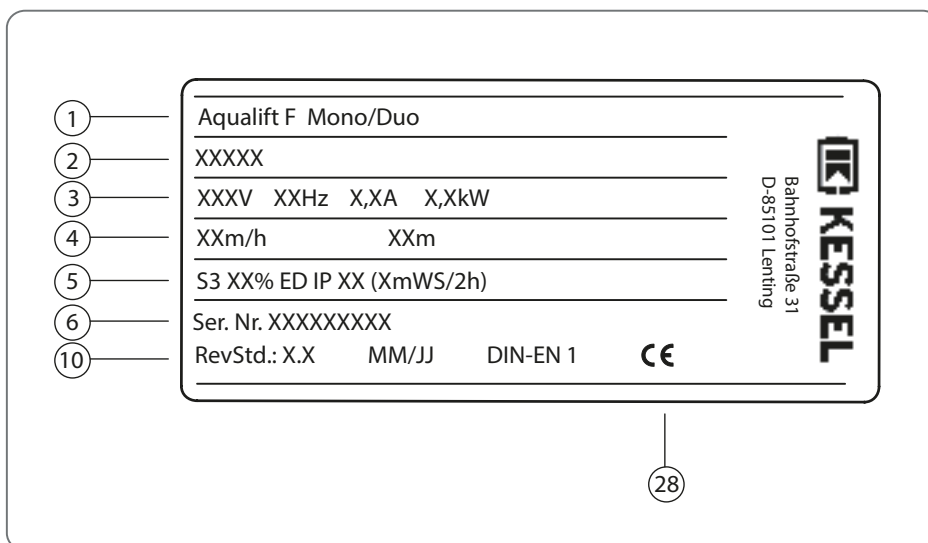 1 Aqualift F Mono/Duo
2 XXXXX
3 XXXV XXHz X,XA X,XkW
4 XXm/h XXm
5 S3 XX% ED IP XX (XmWS/2h)
6 Ser. Nr. XXXXXXXXX
10 RevStd.: X.X MM/JJ DIN-EN 1 CE
Bahnhofstraße 31
D-85101 Lenting
KESSEL
28